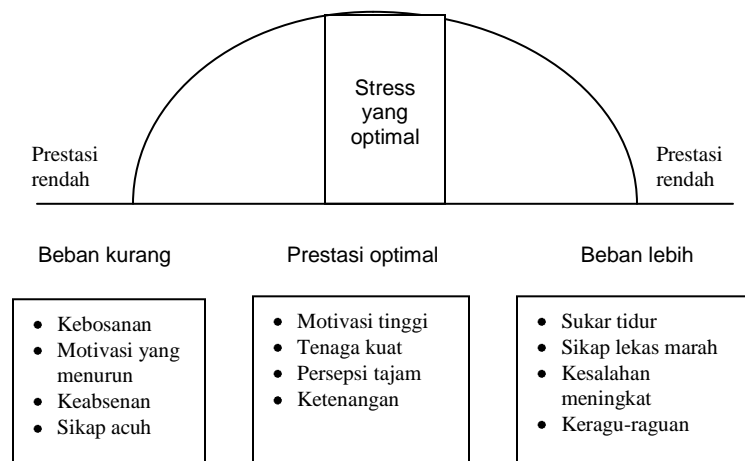 Stress
yang
optimal
Prestasi
rendah
Prestasi
rendah
Beban kurang
Prestasi optimal
Beban lebih
• Kebosanan
• Motivasi yang
menurun
• Keabsenan
• Sikap acuh
• Motivasi tinggi
• Tenaga kuat
• Persepsi tajam
• Ketenangan
• Sukar tidur
• Sikap lekas marah
• Kesalahan
meningkat
• Keragu-raguan